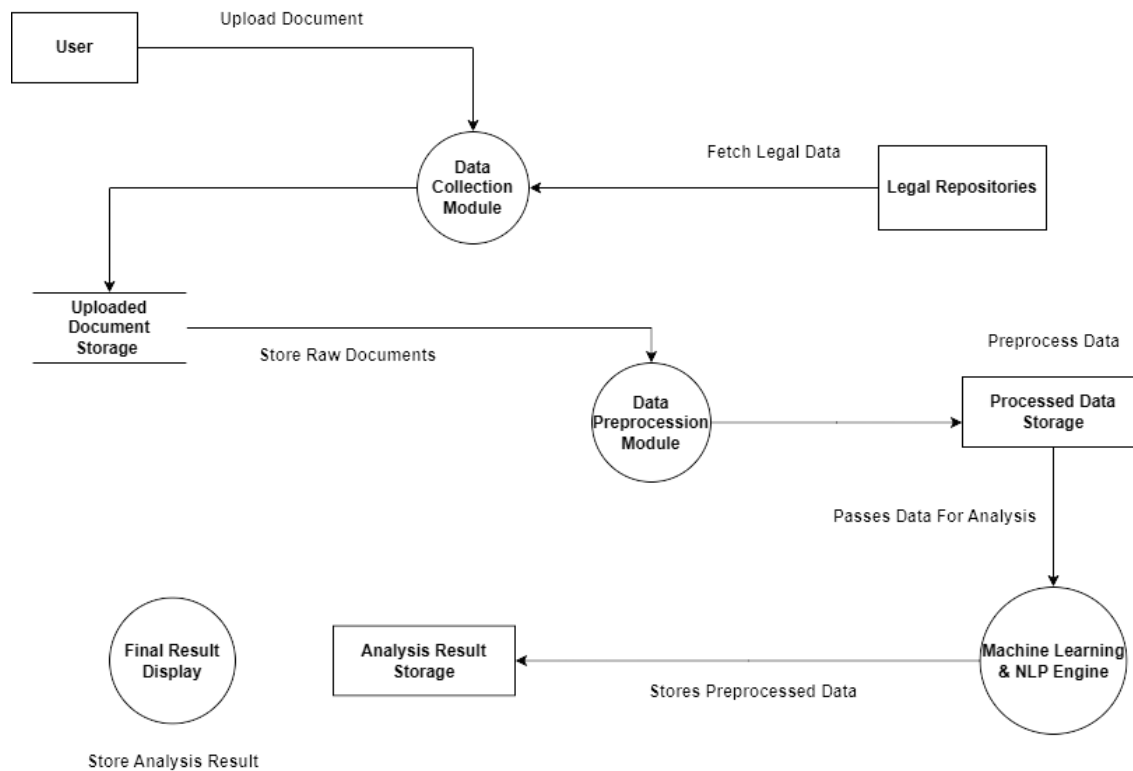 Upload Document
User
Data
Collection
Module
Fetch Legal Data
Legal Repositories
Uploaded
Document
Storage
Store Raw Documents
Data
Preprocession
Module
Preprocess Data
Processed Data
Storage
Passes Data For Analysis
Final Result
Display
Analysis Result
Storage
Machine Learning
& NLP Engine
Stores Preprocessed Data
Store Analysis Result